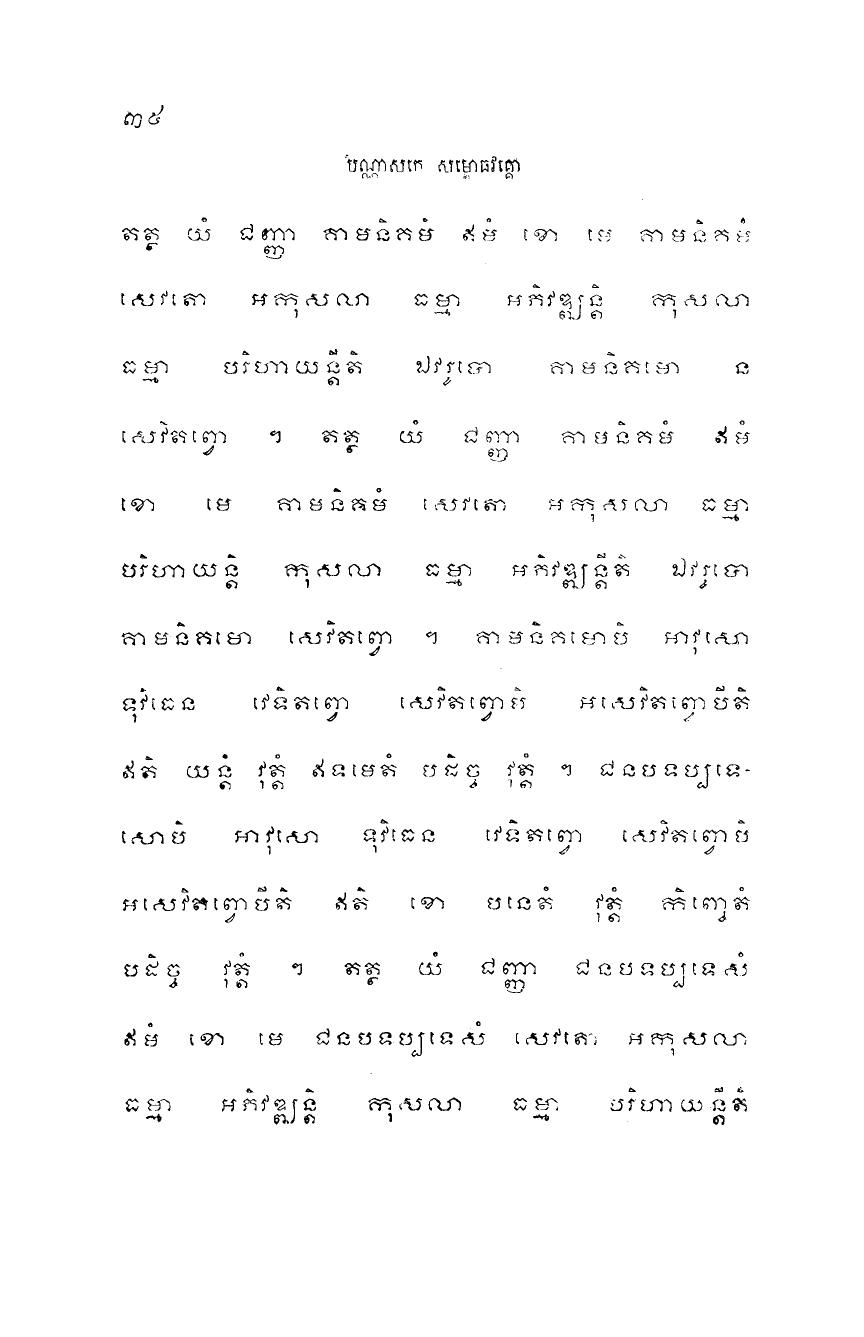 ៣៥
បណ្ណាសកេ សម្ពោធវគ្គោ
តត្ថ យំ ជញ្ញា គាមនិគមំ ឥមំ ខោ មេ គាមនិគមំ
សេវតោ អកុសលា ធម្មា អភិវឌ្ឍន្តិ កុសលា
ធម្មា បរិហាយន្តីតិ ឯវរូបោ គាមនិគមោ ន
សេវិតព្វោ ។ តត្ថ យំ ជញ្ញា គាមនិគមំ ឥមំ
ខោ មេ គាមនិគមំ សេវតោ អកុសលា ធម្មា
បរិហាយន្តិ កុសលា ធម្មា អភិវឌ្ឍន្តីតិ ឯវរូបោ
គាមនិគមោ សេវិតព្វោ ។ គាមនិគមោបិ អាវុសោ
ទុវិធេន វេទិតព្វោ សេវិតព្វោបិ អសេវិតព្វោបីតិ
ឥតិ យន្តំ វុត្តំ ឥទមេតំ បដិច្ច វុត្តំ ។ ជនបទប្បទេ-
សោបិ អាវុសោ ទុវិធេន វេទិតព្វោ សេវិតព្វោបិ
អសេវិតព្វោបីតិ ឥតិ ខោ បនេតំ វុត្តំ កិញ្ចេតំ
បដិច្ច វុត្តំ ។ តត្ថ យំ ជញ្ញា ជនបទប្បទេសំ
ឥមំ ខោ មេ ជនបទប្បទេសំ សេវតោ អកុសលា
ធម្មា អភិវឌ្ឍន្តិ កុសលា ធម្មា បរិហាយន្តីតិ